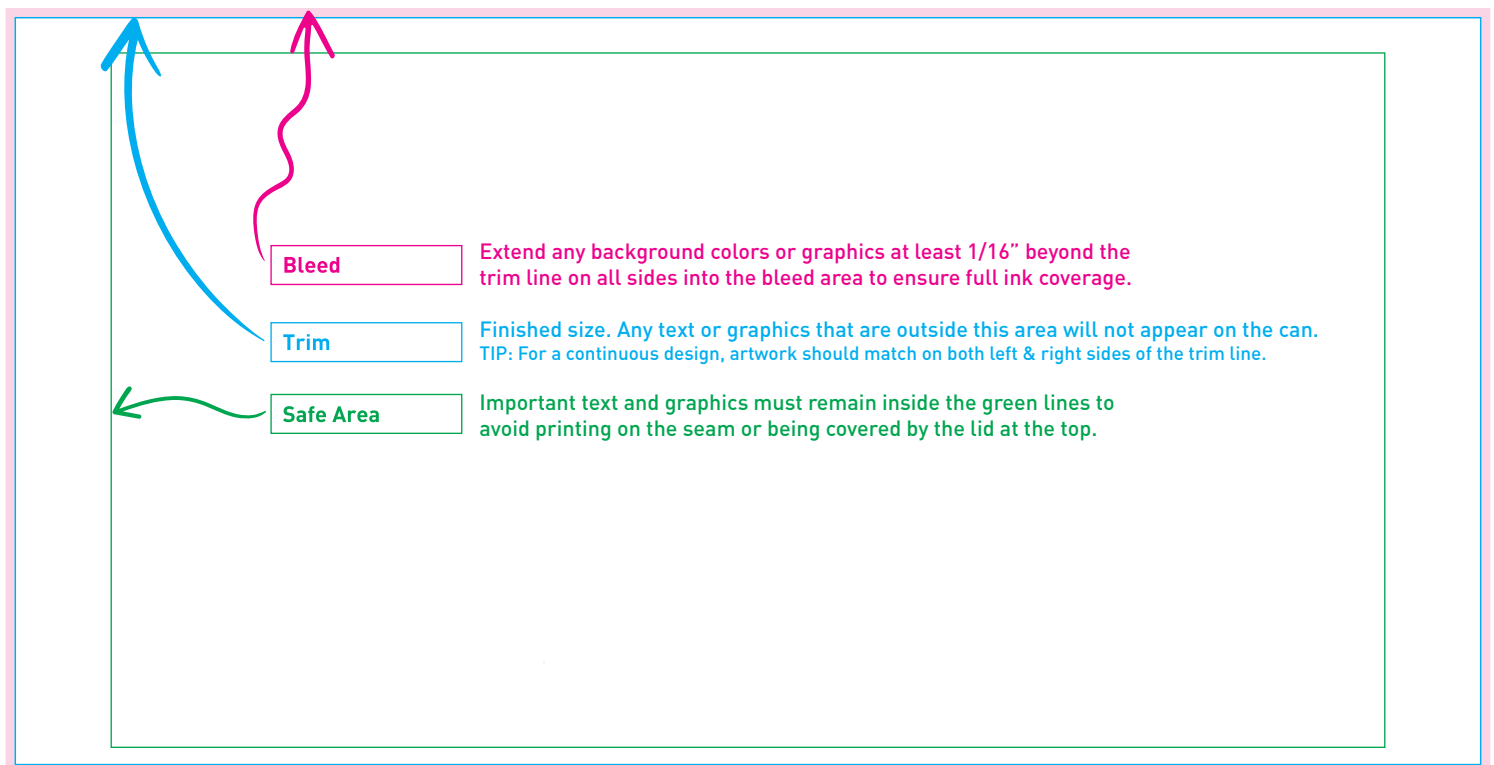 Bleed
Extend any background colors or graphics at least 1/16” beyond the
trim line on all sides into the bleed area to ensure full ink coverage.
Trim
Finished size. Any text or graphics that are outside this area will not appear on the can.
TIP: For a continuous design, artwork should match on both left & right sides of the trim line.
Safe Area
Important text and graphics must remain inside the green lines to
avoid printing on the seam or being covered by the lid at the top.